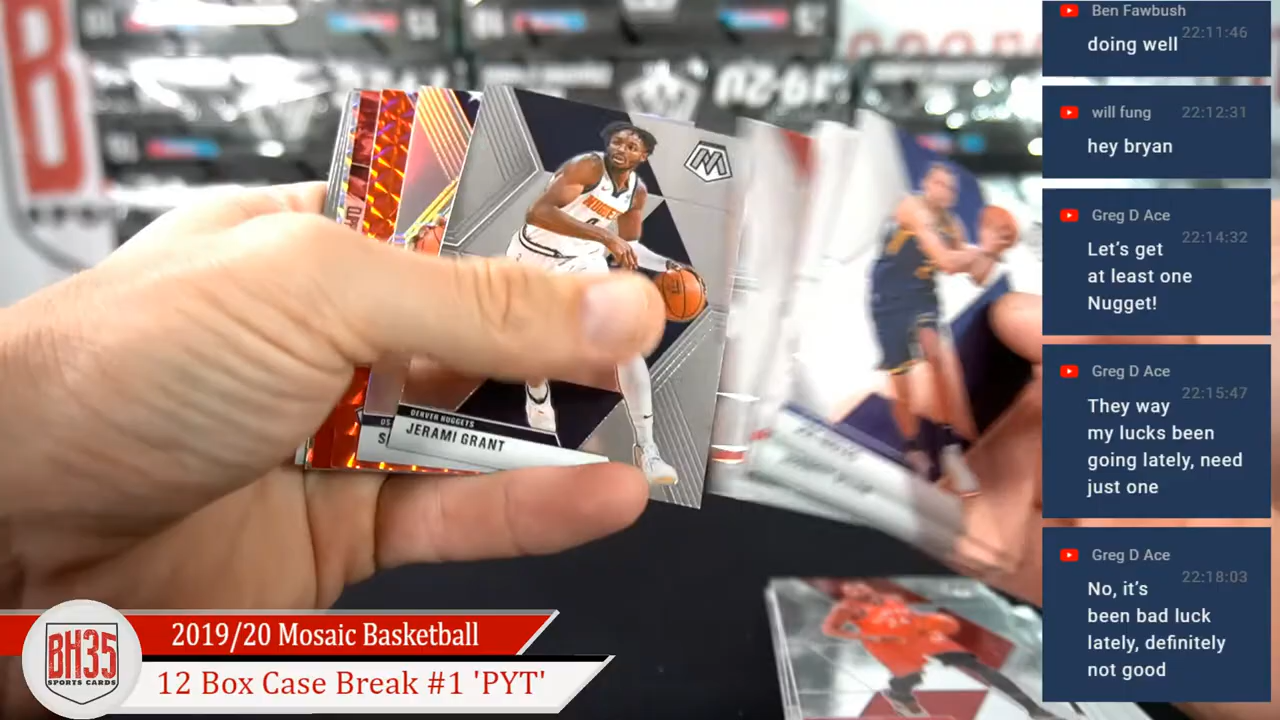 Ben Fawbush
22:11:46
doing well
will fung
22:12:31
hey bryan
Greg D Ace
22:14:32
Let's get
at least one
Nugget!
Greg D Ace
22:15:47
They way
my lucks been
going lately, need
just one
Greg D Ace
22:18:03
No, it's
been bad luck
lately, definitely
not good
NUGGETS
DENVER NUGGETS
JERAMI GRANT
S
BH35
SPORTS CARDS
2019/20 Mosaic Basketball
12 Box Case Break #1 'PYT'